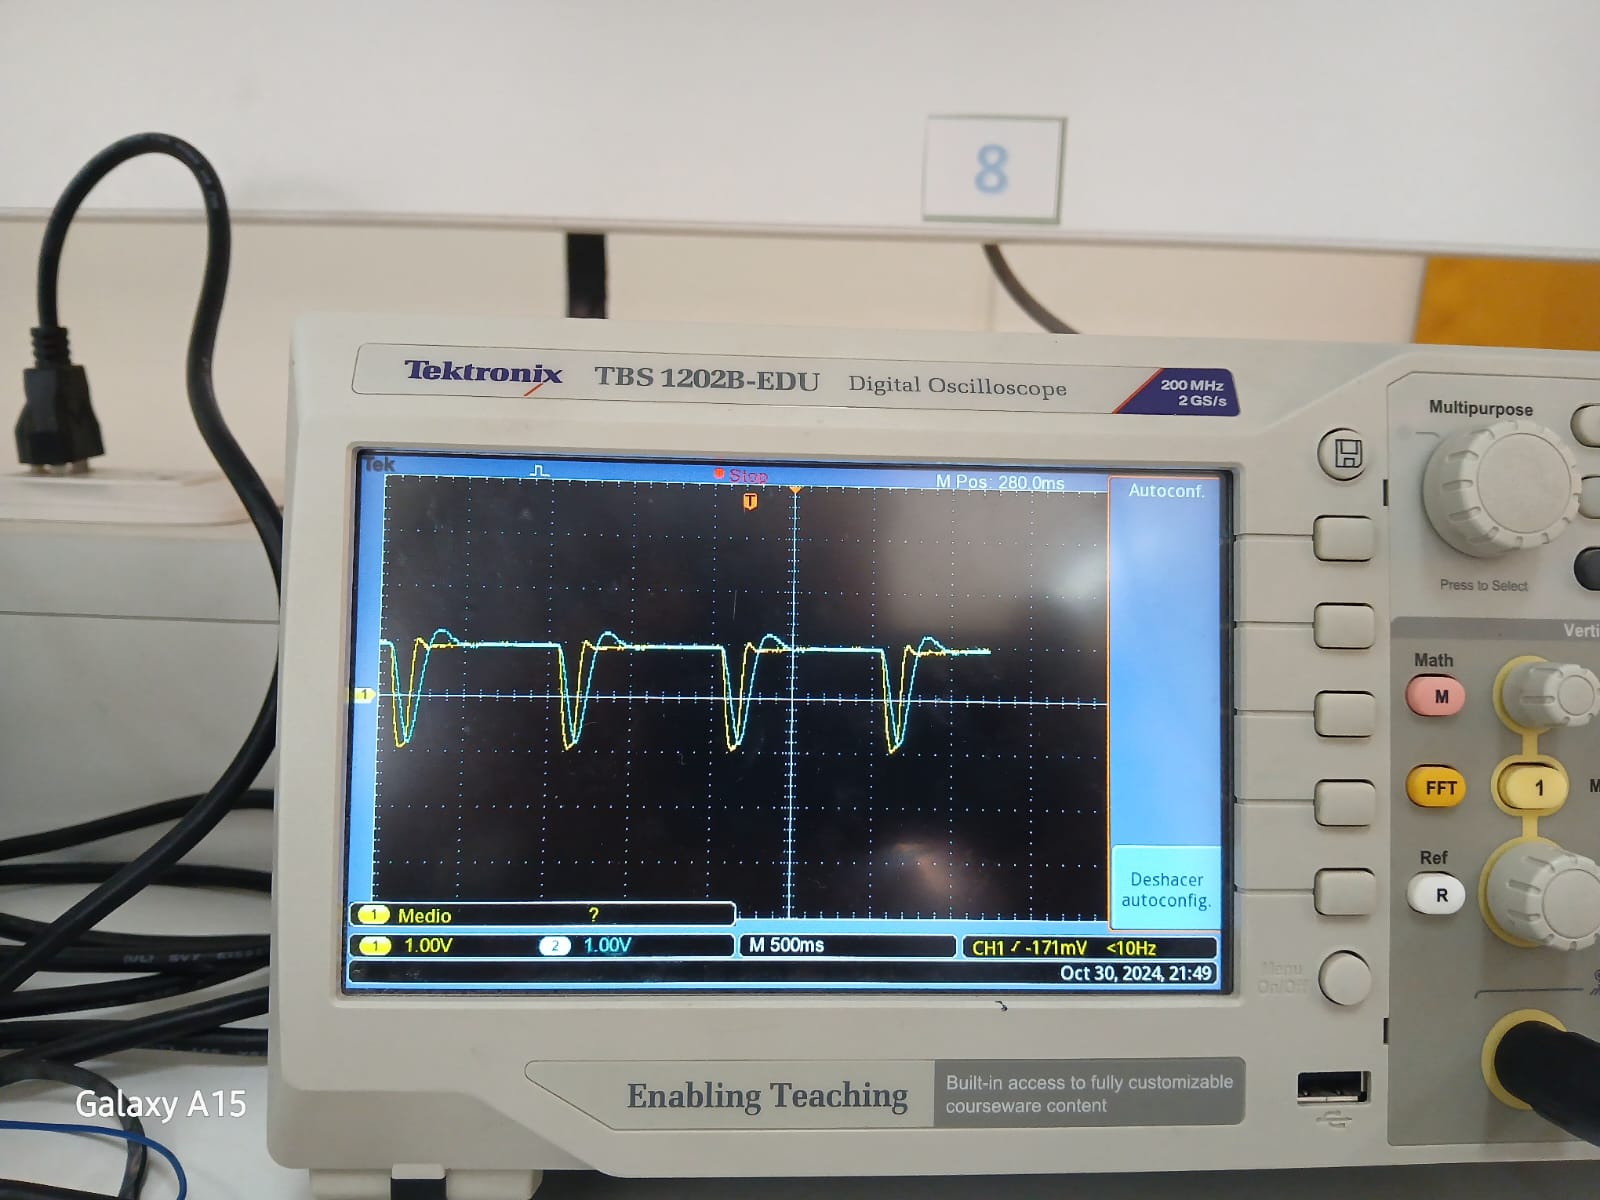 8
Tektronix TBS 1202B-EDU Digital Oscilloscope
200 MHz
2 GS/s
Multipurpose
Press to Select
Tek
Stop
M Pos: 280.0ms
Autoconf.
T
1
Deshacer
autoconfig.
1 Medio ?
1 1.00V 2 1.00V M 500ms CH1 -171mV <10Hz
Oct 30, 2024, 21:49
Math
M
FFT
1
Ref
R
Menu
On/Off
Enabling Teaching
Built-in access to fully customizable
courseware content
Galaxy A15